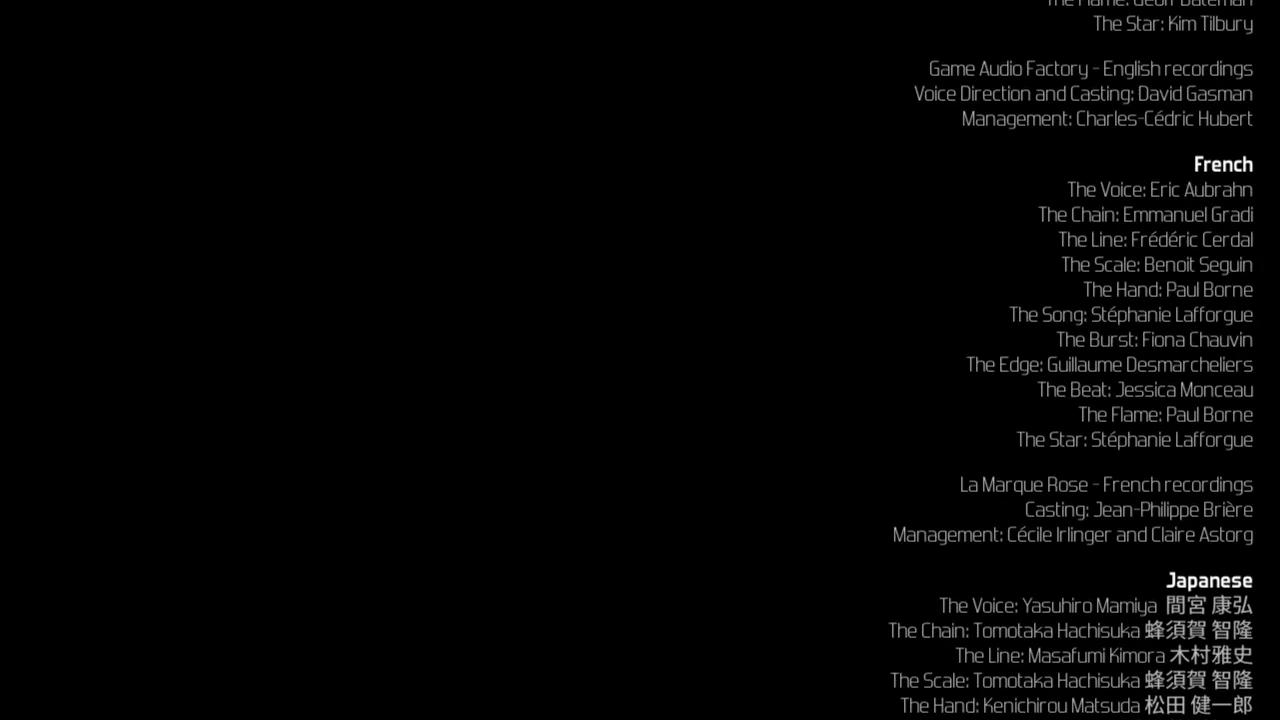 The Star: Kim Tilbury
Game Audio Factory - English recordings
Voice Direction and Casting: David Gasman
Management: Charles-Cédric Hubert
French
The Voice: Eric Aubrahn
The Chain: Emmanuel Gradi
The Line: Frédéric Cerdal
The Scale: Benoit Seguin
The Hand: Paul Borne
The Song: Stéphanie Lafforgue
The Burst: Fiona Chauvin
The Edge: Guillaume Desmarcheliers
The Beat: Jessica Monceau
The Flame: Paul Borne
The Star: Stéphanie Lafforgue
La Marque Rose - French recordings
Casting: Jean-Philippe Brière
Management: Cécile Irlinger and Claire Astorg
Japanese
The Voice: Yasuhiro Mamiya 間宮 康弘
The Chain: Tomotaka Hachisuka 蜂須賀 智隆
The Line: Masafumi Kimora 木村雅史
The Scale: Tomotaka Hachisuka 蜂須賀 智隆
The Hand: Kenichirou Matsuda 松田 健一郎